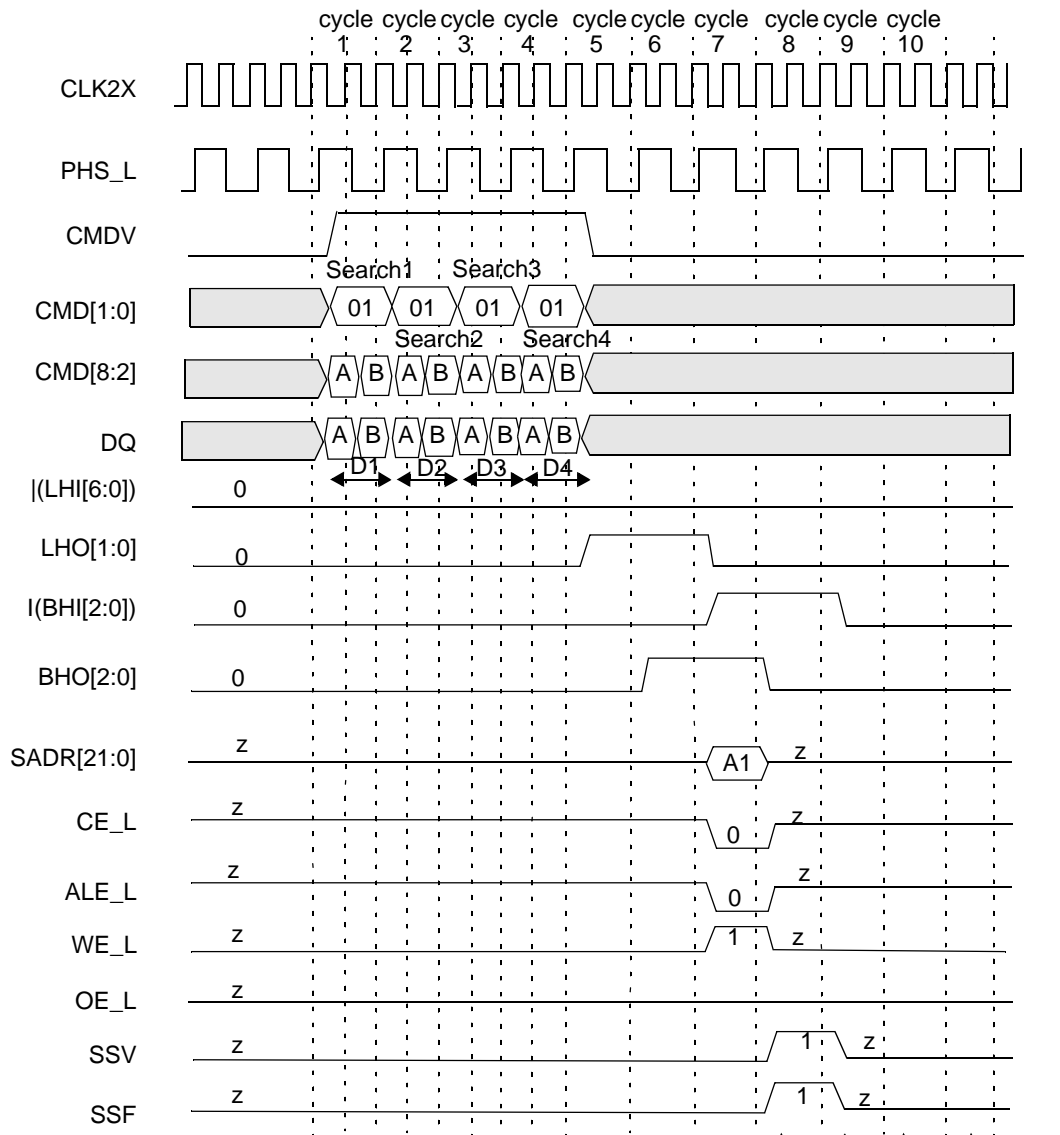 cycle cycle cycle cycle cycle cycle cycle cycle cycle cycle
1 2 3 4 5 6 7 8 9 10
CLK2X
PHS_L
CMDV
Search1 Search3
CMD[1:0] 01 01 01 01
Search2 Search4
CMD[8:2] A B A B A B A B
DQ A B A B A B A B
D1 D2 D3 D4
|(LHI[6:0]) 0
LHO[1:0] 0
I(BHI[2:0]) 0
BHO[2:0] 0
SADR[21:0] z A1 z
CE_L z 0 z
ALE_L z 0 z
WE_L z 1 z
OE_L z
SSV z 1 z
SSF z 1 z